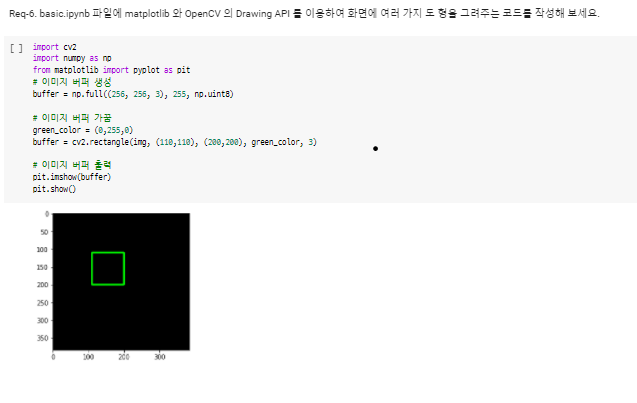 Req-6. basic.ipynb 파일에 matplotlib 와 OpenCV 의 Drawing API 를 이용하여 화면에 여러 가지 도 형을 그려주는 코드를 작성해 보세요.
[ ] import cv2
import numpy as np
from matplotlib import pyplot as pit
# 이미지 버퍼 생성
buffer = np.full((256, 256, 3), 255, np.uint8)
# 이미지 버퍼 가꿈
green_color = (0,255,0)
buffer = cv2.rectangle(img, (110,110), (200,200), green_color, 3)
# 이미지 버퍼 출력
pit.imshow(buffer)
pit.show()
0
50
100
150
200
250
300
350
0 100 200 300